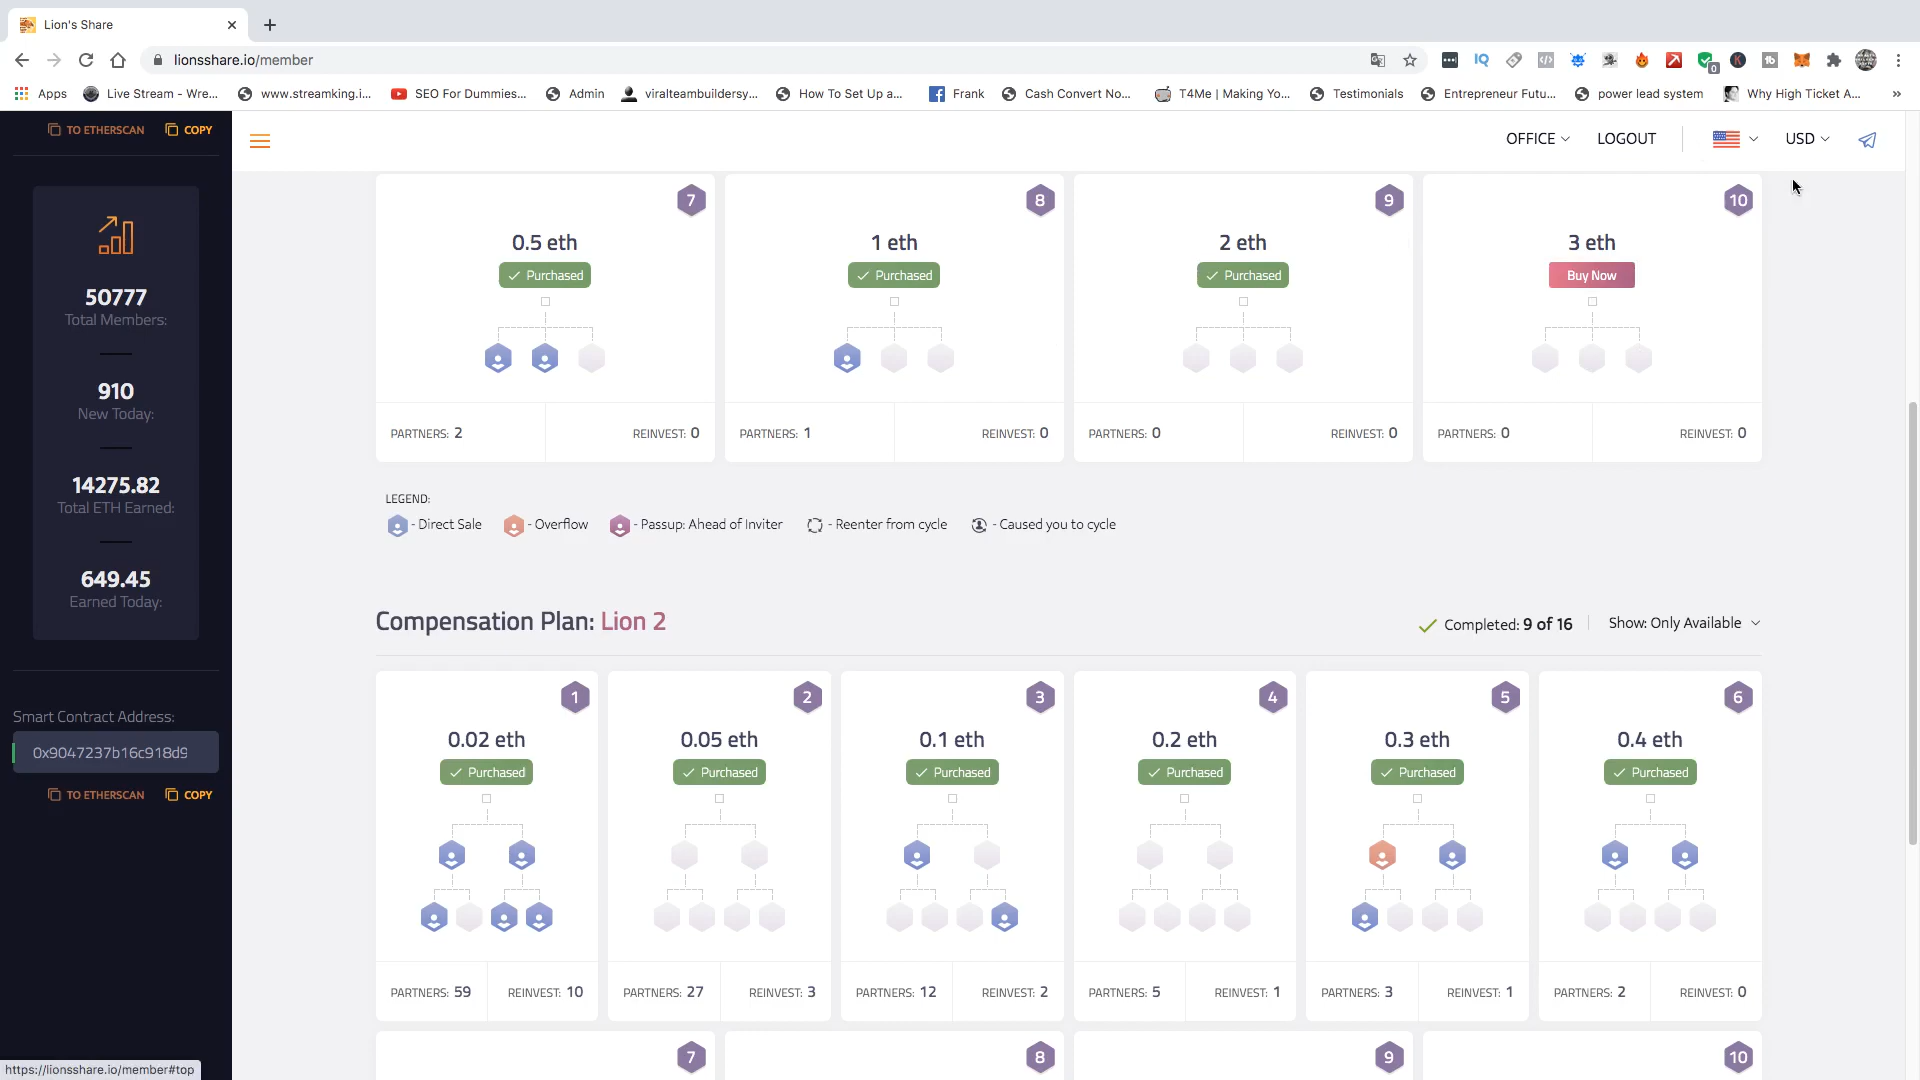 Lion's Share
lionsshare.io/member
Apps
Live Stream - Wre...
www.streamking.i...
SEO For Dummies...
Admin
viralteambuildersy...
How To Set Up a...
Frank
Cash Convert No...
T4Me | Making Yo...
Testimonials
Entrepreneur Futu...
power lead system
Why High Ticket A...
»
TO ETHERSCAN COPY
OFFICE LOGOUT USD
50777
Total Members:
910
New Today:
14275.82
Total ETH Earned:
649.45
Earned Today:
Smart Contract Address:
0x9047237b16c918d9
TO ETHERSCAN COPY
https://lionsshare.io/member#top
7 8 9 10
0.5 eth 1 eth 2 eth 3 eth
Purchased Purchased Purchased Buy Now
PARTNERS: 2 REINVEST: 0 PARTNERS: 1 REINVEST: 0 PARTNERS: 0 REINVEST: 0 PARTNERS: 0 REINVEST: 0
LEGEND:
- Direct Sale - Overflow - Passup: Ahead of Inviter - Reenter from cycle - Caused you to cycle
Compensation Plan: Lion 2 Completed: 9 of 16 Show: Only Available
1 2 3 4 5 6
0.02 eth 0.05 eth 0.1 eth 0.2 eth 0.3 eth 0.4 eth
Purchased Purchased Purchased Purchased Purchased Purchased
PARTNERS: 59 REINVEST: 10 PARTNERS: 27 REINVEST: 3 PARTNERS: 12 REINVEST: 2 PARTNERS: 5 REINVEST: 1 PARTNERS: 3 REINVEST: 1 PARTNERS: 2 REINVEST: 0
7 8 9 10